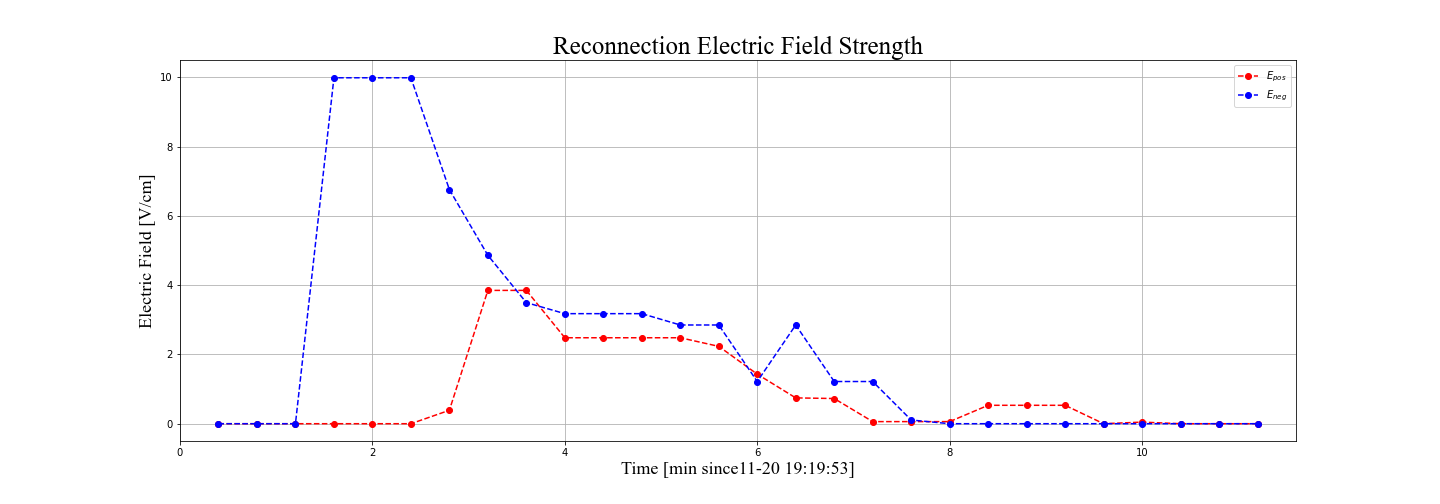 Reconnection Electric Field Strength
E_pos
E_neg
Electric Field [V/cm]
10
8
6
4
2
0
0 2 4 6 8 10
Time [min since11-20 19:19:53]